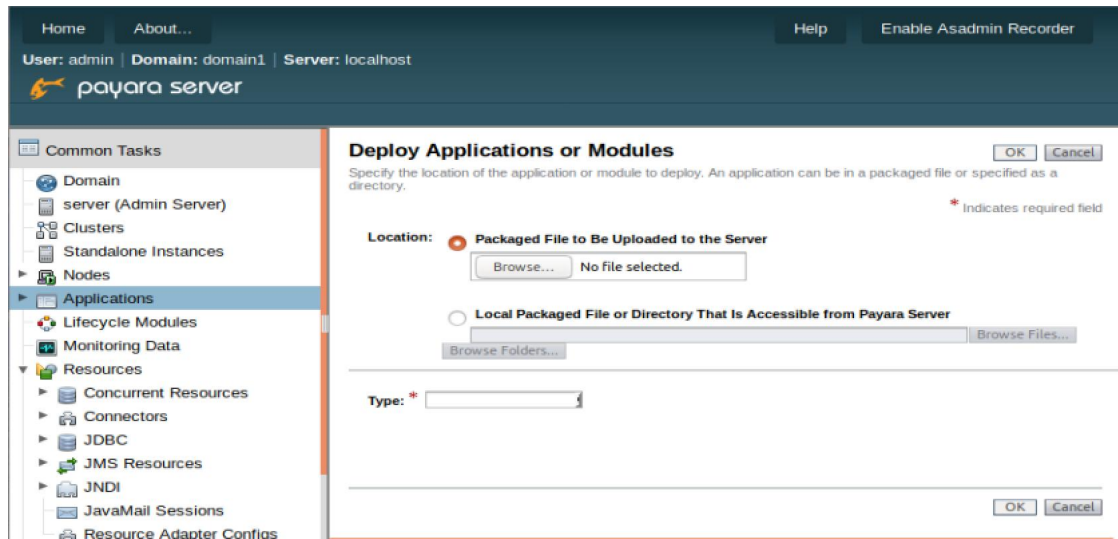 Home About... Help Enable Asadmin Recorder
User: admin | Domain: domain1 | Server: localhost
payara server
Common Tasks
Domain
server (Admin Server)
Clusters
Standalone Instances
Nodes
Applications
Lifecycle Modules
Monitoring Data
Resources
Concurrent Resources
Connectors
JDBC
JMS Resources
JNDI
JavaMail Sessions
Resource Adapter Configs
Deploy Applications or Modules
OK Cancel
Specify the location of the application or module to deploy. An application can be in a packaged file or specified as a
directory.
* Indicates required field
Location: Packaged File to Be Uploaded to the Server
Browse... No file selected.
Local Packaged File or Directory That Is Accessible from Payara Server
Browse Files...
Browse Folders...
Type: *
OK Cancel